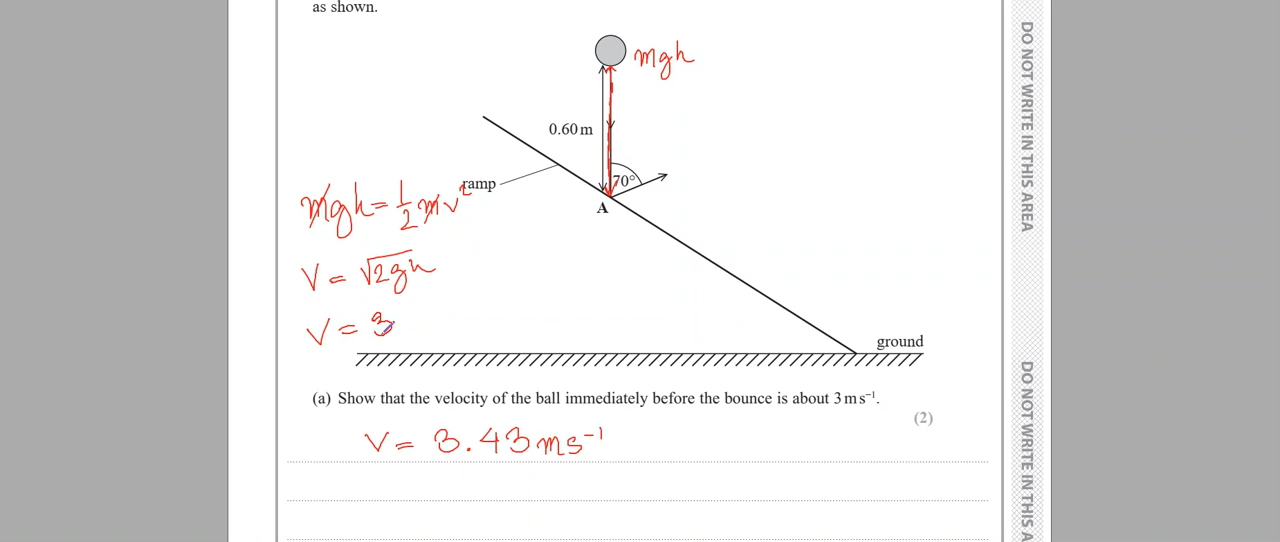 as shown.
mgh
0.60 m
70°
ramp
A
mgh = 1/2 mv²
V = √2gh
V = 3
ground
(a) Show that the velocity of the ball immediately before the bounce is about 3 m s⁻¹.
(2)
V = 3.43 ms⁻¹
DO NOT WRITE IN THIS AREA
DO NOT WRITE IN THIS A